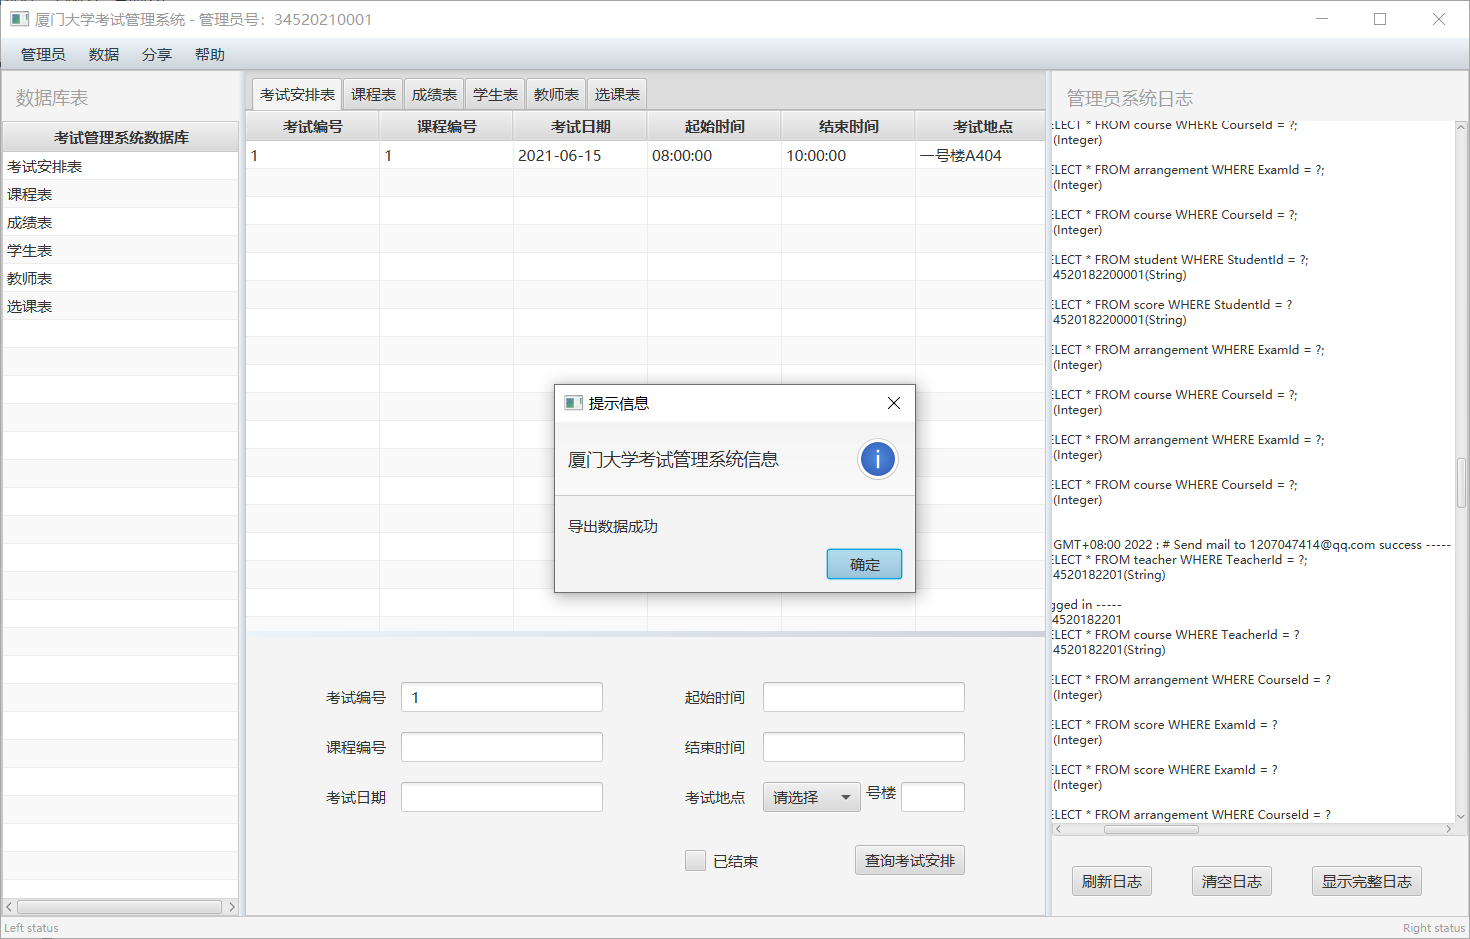 厦门大学考试管理系统 - 管理员号：34520210001
管理员 数据 分享 帮助
数据库表
考试管理系统数据库
考试安排表
课程表
成绩表
学生表
教师表
选课表
考试安排表 课程表 成绩表 学生表 教师表 选课表
考试编号 课程编号 考试日期 起始时间 结束时间 考试地点
1 1 2021-06-15 08:00:00 10:00:00 一号楼A404
提示信息
厦门大学考试管理系统信息
导出数据成功
确定
考试编号 1 起始时间
课程编号 结束时间
考试日期 考试地点 请选择 号楼
已结束 查询考试安排
管理员系统日志
ELECT * FROM course WHERE CourseId = ?;
(Integer)
ELECT * FROM arrangement WHERE ExamId = ?;
(Integer)
ELECT * FROM course WHERE CourseId = ?;
(Integer)
ELECT * FROM student WHERE StudentId = ?;
4520182200001(String)
ELECT * FROM score WHERE StudentId = ?
4520182200001(String)
ELECT * FROM arrangement WHERE ExamId = ?;
(Integer)
ELECT * FROM course WHERE CourseId = ?;
(Integer)
ELECT * FROM arrangement WHERE ExamId = ?;
(Integer)
ELECT * FROM course WHERE CourseId = ?;
(Integer)
GMT+08:00 2022 : # Send mail to 1207047414@qq.com success -----
ELECT * FROM teacher WHERE TeacherId = ?;
4520182201(String)
gged in -----
4520182201
ELECT * FROM course WHERE TeacherId = ?
4520182201(String)
ELECT * FROM arrangement WHERE CourseId = ?
(Integer)
ELECT * FROM score WHERE ExamId = ?
(Integer)
ELECT * FROM score WHERE ExamId = ?
(Integer)
ELECT * FROM arrangement WHERE CourseId = ?
刷新日志 清空日志 显示完整日志
Left status Right status